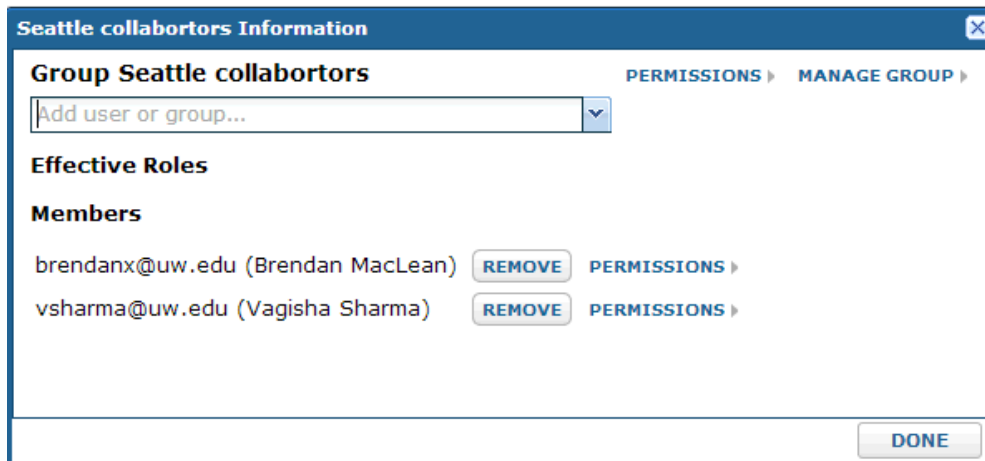 Seattle collabortors Information
Group Seattle collabortors
PERMISSIONS MANAGE GROUP
Add user or group...
Effective Roles
Members
brendanx@uw.edu (Brendan MacLean) REMOVE PERMISSIONS
vsharma@uw.edu (Vagisha Sharma) REMOVE PERMISSIONS
DONE